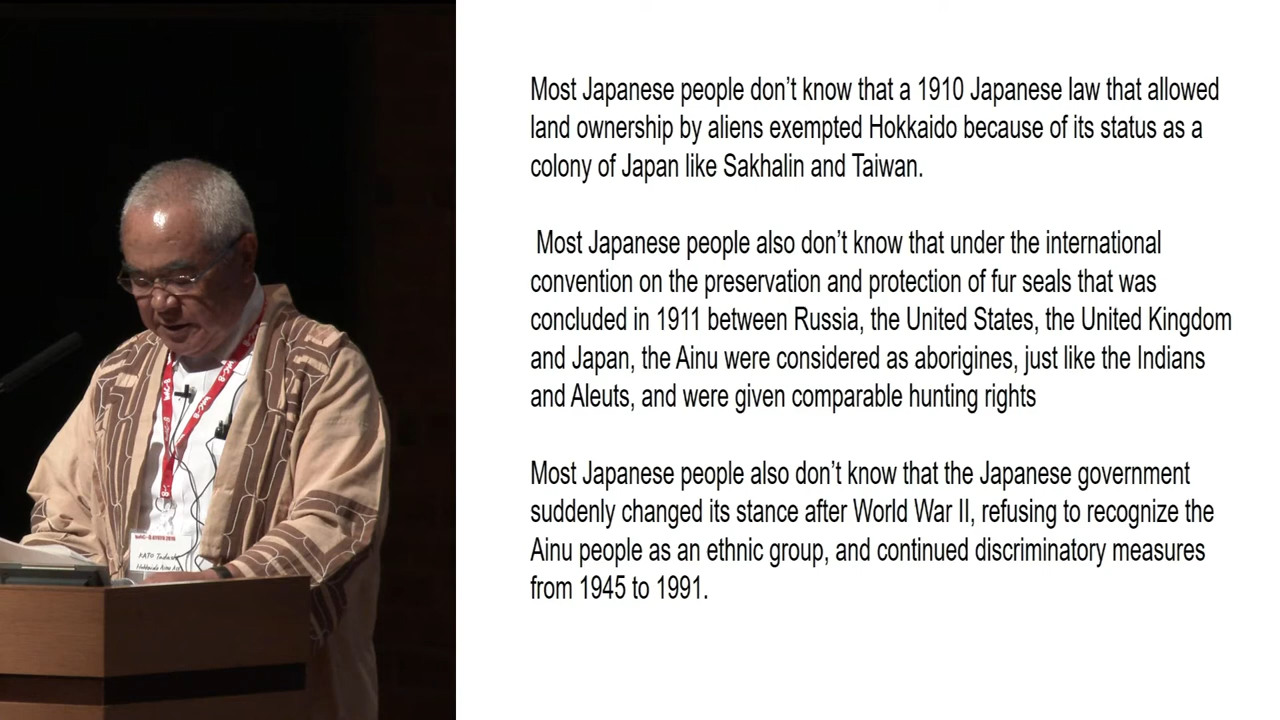 Most Japanese people don’t know that a 1910 Japanese law that allowed
land ownership by aliens exempted Hokkaido because of its status as a
colony of Japan like Sakhalin and Taiwan.
Most Japanese people also don’t know that under the international
convention on the preservation and protection of fur seals that was
concluded in 1911 between Russia, the United States, the United Kingdom
and Japan, the Ainu were considered as aborigines, just like the Indians
and Aleuts, and were given comparable hunting rights
Most Japanese people also don’t know that the Japanese government
suddenly changed its stance after World War II, refusing to recognize the
Ainu people as an ethnic group, and continued discriminatory measures
from 1945 to 1991.
WAC-8
KATO Tadashi
Hokkaido Ainu